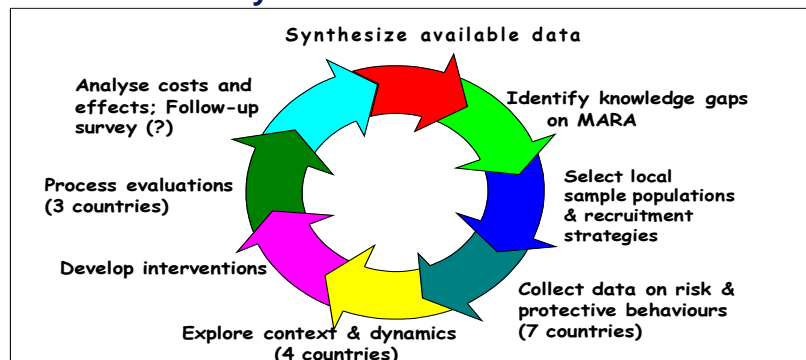 Synthesize available data
Identify knowledge gaps
on MARA
Select local
sample populations
& recruitment
strategies
Collect data on risk &
protective behaviours
(7 countries)
Explore context & dynamics
(4 countries)
Develop interventions
Process evaluations
(3 countries)
Analyse costs and
effects; Follow-up
survey (?)